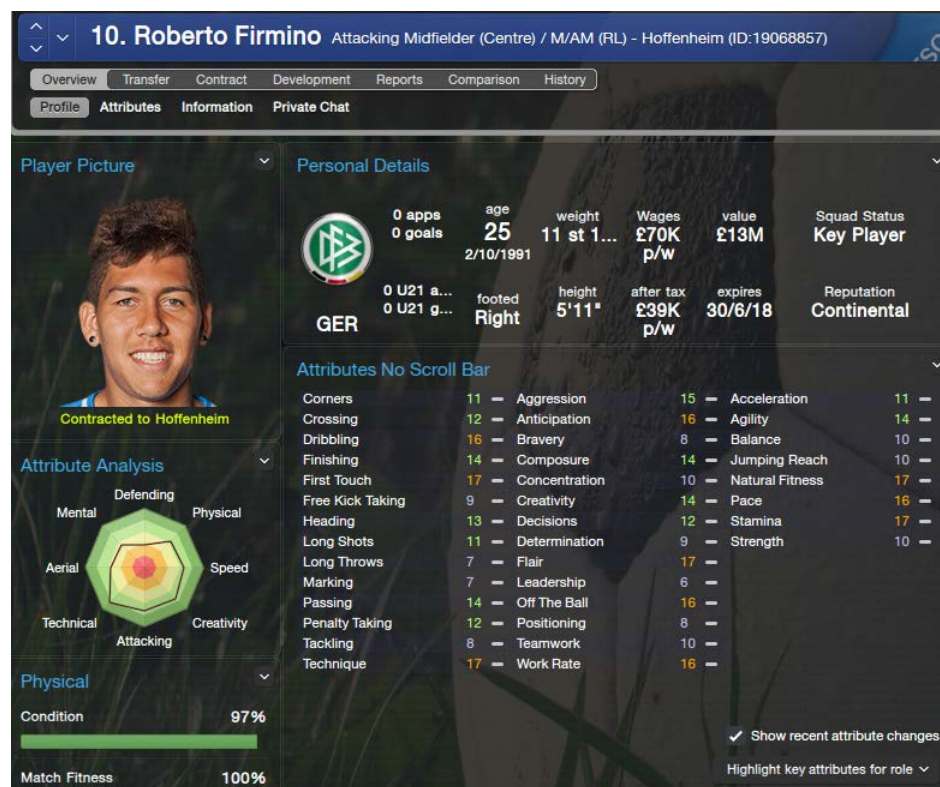 10. Roberto Firmino Attacking Midfielder (Centre) / M/AM (RL) - Hoffenheim (ID:19068857)
Overview Transfer Contract Development Reports Comparison History
Profile Attributes Information Private Chat
Player Picture
Contracted to Hoffenheim
Attribute Analysis
Defending
Mental Physical
Aerial Speed
Technical Creativity
Attacking
Physical
Condition 97%
Match Fitness 100%
Personal Details
0 apps age weight Wages value Squad Status
0 goals 25 11 st 1... £70K £13M Key Player
2/10/1991 p/w
0 U21 a... footed height after tax expires Reputation
0 U21 g... Right 5'11" £39K 30/6/18 Continental
GER p/w
Attributes No Scroll Bar
Corners 11 Aggression 15 Acceleration 11
Crossing 12 Anticipation 16 Agility 14
Dribbling 16 Bravery 8 Balance 10
Finishing 14 Composure 14 Jumping Reach 10
First Touch 17 Concentration 10 Natural Fitness 17
Free Kick Taking 9 Creativity 14 Pace 16
Heading 13 Decisions 12 Stamina 17
Long Shots 11 Determination 9 Strength 10
Long Throws 7 Flair 17
Marking 7 Leadership 6
Passing 14 Off The Ball 16
Penalty Taking 12 Positioning 8
Tackling 8 Teamwork 10
Technique 17 Work Rate 16
Show recent attribute changes
Highlight key attributes for role